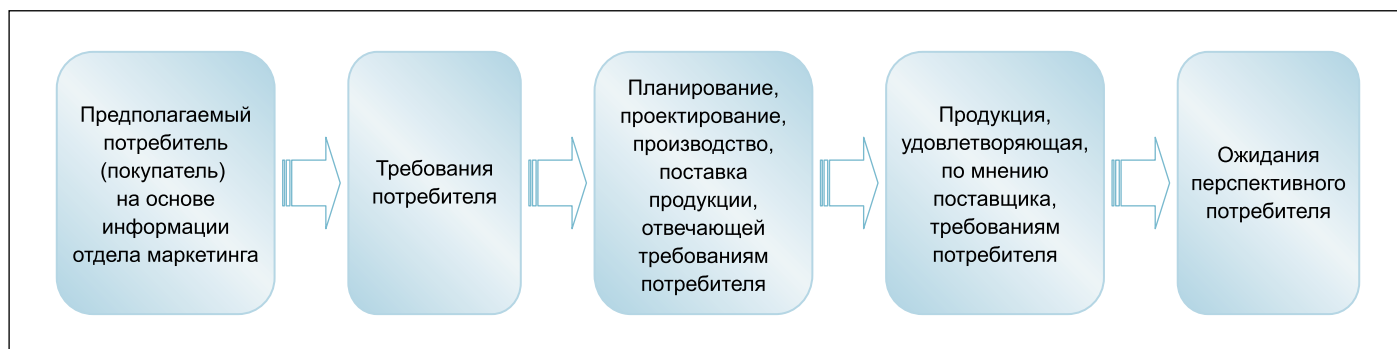 Предполагаемый
потребитель
(покупатель)
на основе
информации
отдела маркетинга
Требования
потребителя
Планирование,
проектирование,
производство,
поставка
продукции,
отвечающей
требованиям
потребителя
Продукция,
удовлетворяющая,
по мнению
поставщика,
требованиям
потребителя
Ожидания
перспективного
потребителя